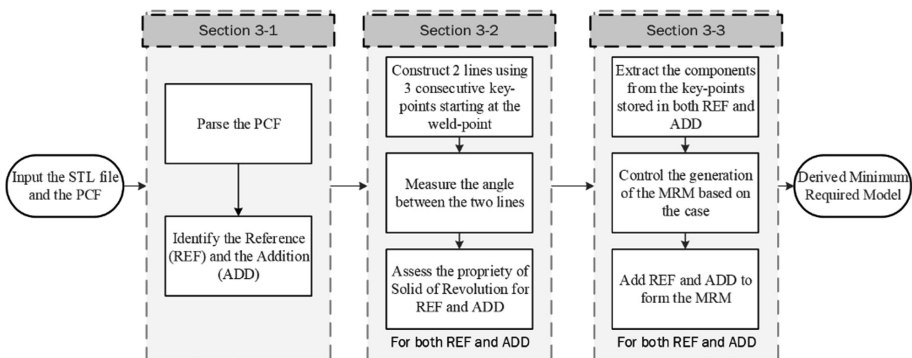 Section 3-1
Section 3-2
Section 3-3
Input the STL file
and the PCF
Parse the PCF
Identify the Reference
(REF) and the Addition
(ADD)
Construct 2 lines using
3 consecutive key-
points starting at the
weld-point
Measure the angle
between the two lines
Assess the propriety of
Solid of Revolution for
REF and ADD
For both REF and ADD
Extract the components
from the key-points
stored in both REF and
ADD
Control the generation
of the MRM based on
the case
Add REF and ADD to
form the MRM
For both REF and ADD
Derived Minimum
Required Model